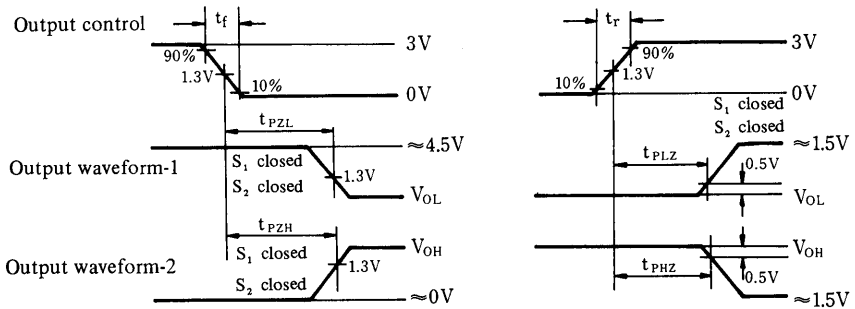 Output control
t_f
90%
1.3V
10%
3V
0V
t_r
10%
90%
1.3V
3V
0V
Output waveform-1
t_PZL
S_1 closed
S_2 closed
1.3V
≈4.5V
V_OL
S_1 closed
S_2 closed
t_PLZ
0.5V
≈1.5V
V_OL
Output waveform-2
t_PZH
S_1 closed
S_2 closed
1.3V
V_OH
≈0V
t_PHZ
0.5V
V_OH
≈1.5V